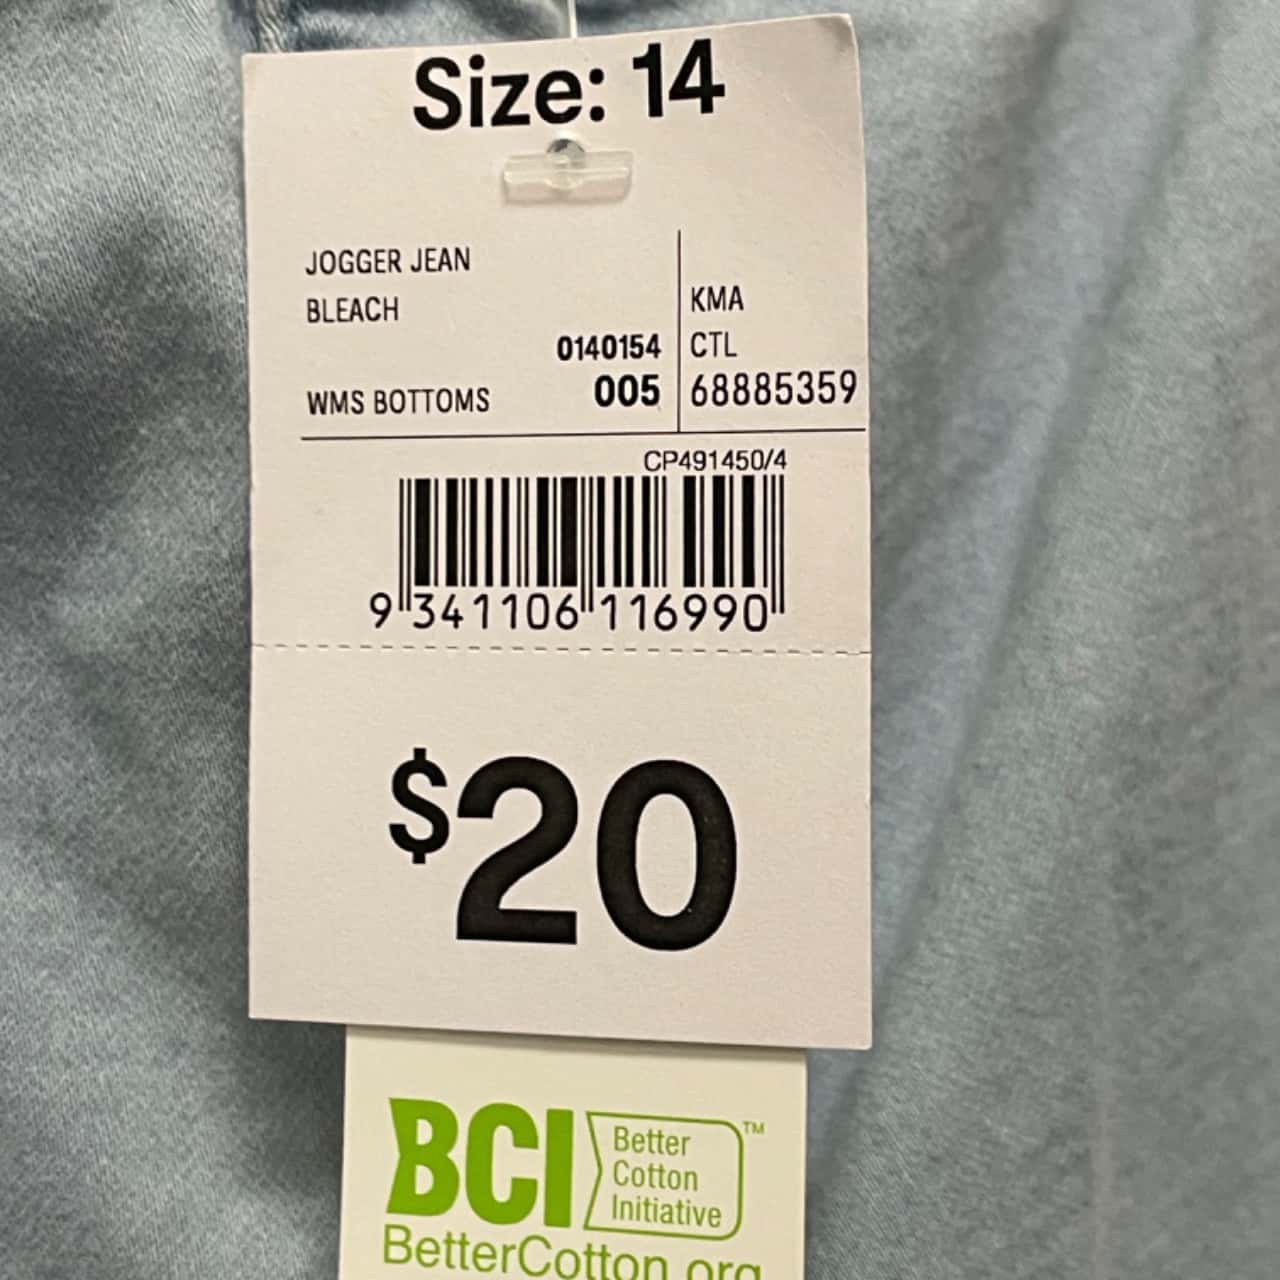 Size: 14
JOGGER JEAN
BLEACH
KMA
0140154 CTL
WMS BOTTOMS 005 68885359
CP491450/4
9 341106 116990
$20
BCI Better Cotton Initiative ™
BetterCotton.org